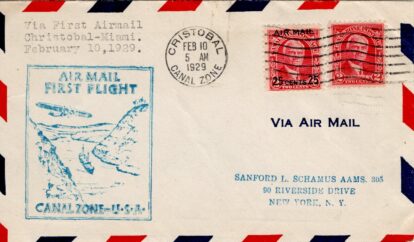 Via First Airmail
Christobal-Miami.
February 10,1929.
CRISTOBAL
FEB 10
5 AM
1929
CANAL ZONE
AIR MAIL
25 CENTS 25
AIR MAIL
FIRST FLIGHT
CANAL ZONE-U·S·A·
VIA AIR MAIL
SANFORD L. SCHAMUS AAMS. 305
90 RIVERSIDE DRIVE
NEW YORK, N. Y.